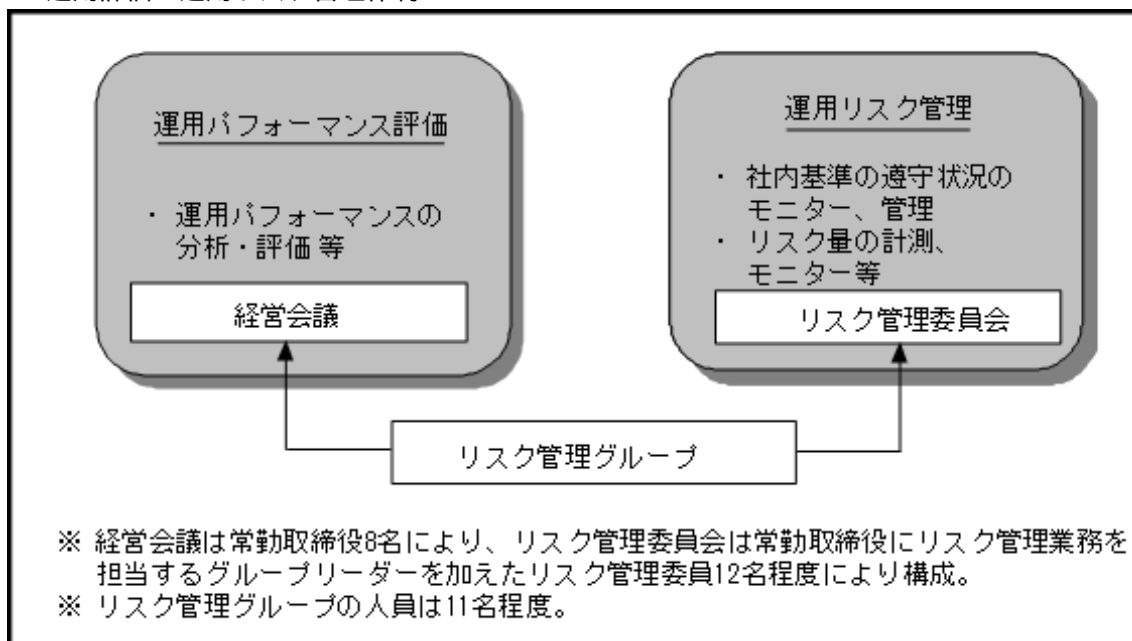 運用パフォーマンス評価
・ 運用パフォーマンスの
分析・評価 等
経営会議
運用リスク管理
・ 社内基準の遵守状況の
モニター、管理
・ リスク量の計測、
モニター等
リスク管理委員会
リスク管理グループ
※ 経営会議は常勤取締役8名により、リスク管理委員会は常勤取締役にリスク管理業務を
担当するグループリーダーを加えたリスク管理委員12名程度により構成。
※ リスク管理グループの人員は11名程度。